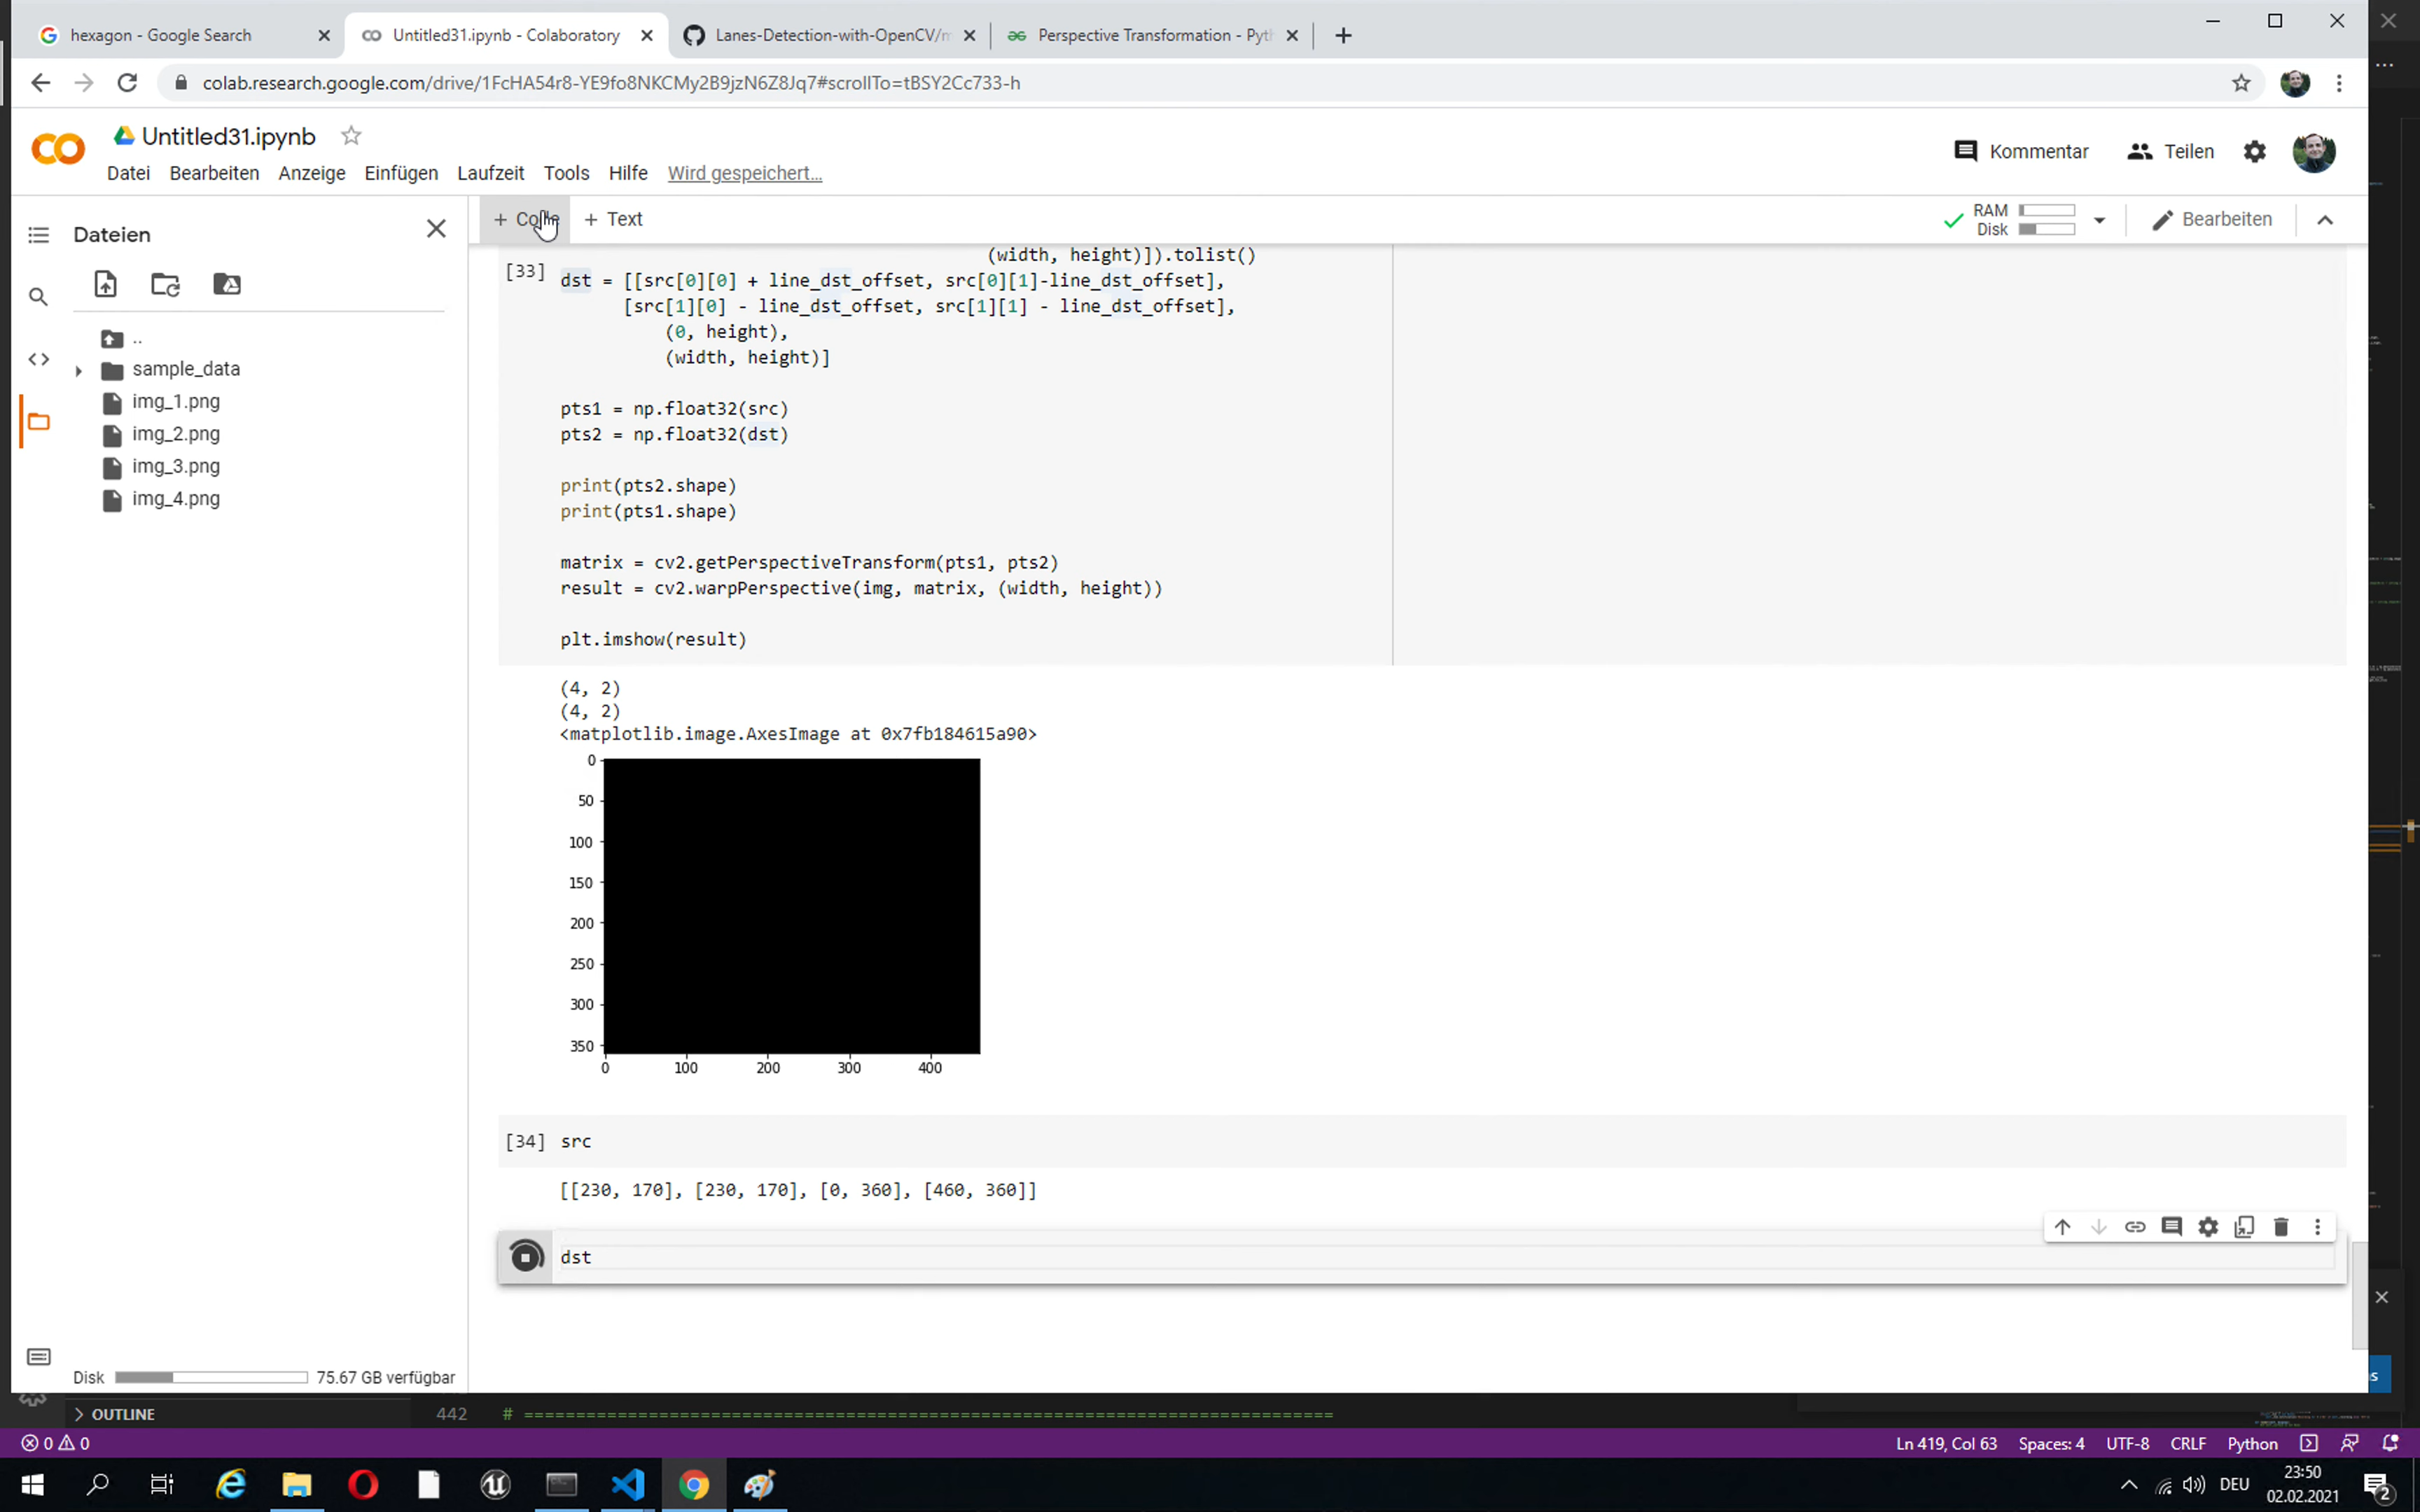 hexagon - Google Search
Untitled31.ipynb - Colaboratory
Lanes-Detection-with-OpenCV/m
Perspective Transformation - Pyth
colab.research.google.com/drive/1FcHA54r8-YE9fo8NKCMy2B9jzN6Z8Jq7#scrollTo=tBSY2Cc733-h
Untitled31.ipynb
Kommentar
Teilen
Datei Bearbeiten Anzeige Einfügen Laufzeit Tools Hilfe Wird gespeichert...
Dateien
+ Code + Text
RAM
Disk
Bearbeiten
..
sample_data
img_1.png
img_2.png
img_3.png
img_4.png
(width, height)]).tolist()
[33]
dst = [[src[0][0] + line_dst_offset, src[0][1]-line_dst_offset],
[src[1][0] - line_dst_offset, src[1][1] - line_dst_offset],
(0, height),
(width, height)]
pts1 = np.float32(src)
pts2 = np.float32(dst)
print(pts2.shape)
print(pts1.shape)
matrix = cv2.getPerspectiveTransform(pts1, pts2)
result = cv2.warpPerspective(img, matrix, (width, height))
plt.imshow(result)
(4, 2)
(4, 2)
<matplotlib.image.AxesImage at 0x7fb184615a90>
0
50
100
150
200
250
300
350
0 100 200 300 400
[34] src
[[230, 170], [230, 170], [0, 360], [460, 360]]
dst
Disk 75.67 GB verfügbar
OUTLINE
442 # ==============================================================================
0 0
Ln 419, Col 63 Spaces: 4 UTF-8 CRLF Python
DEU
23:50
02.02.2021
2